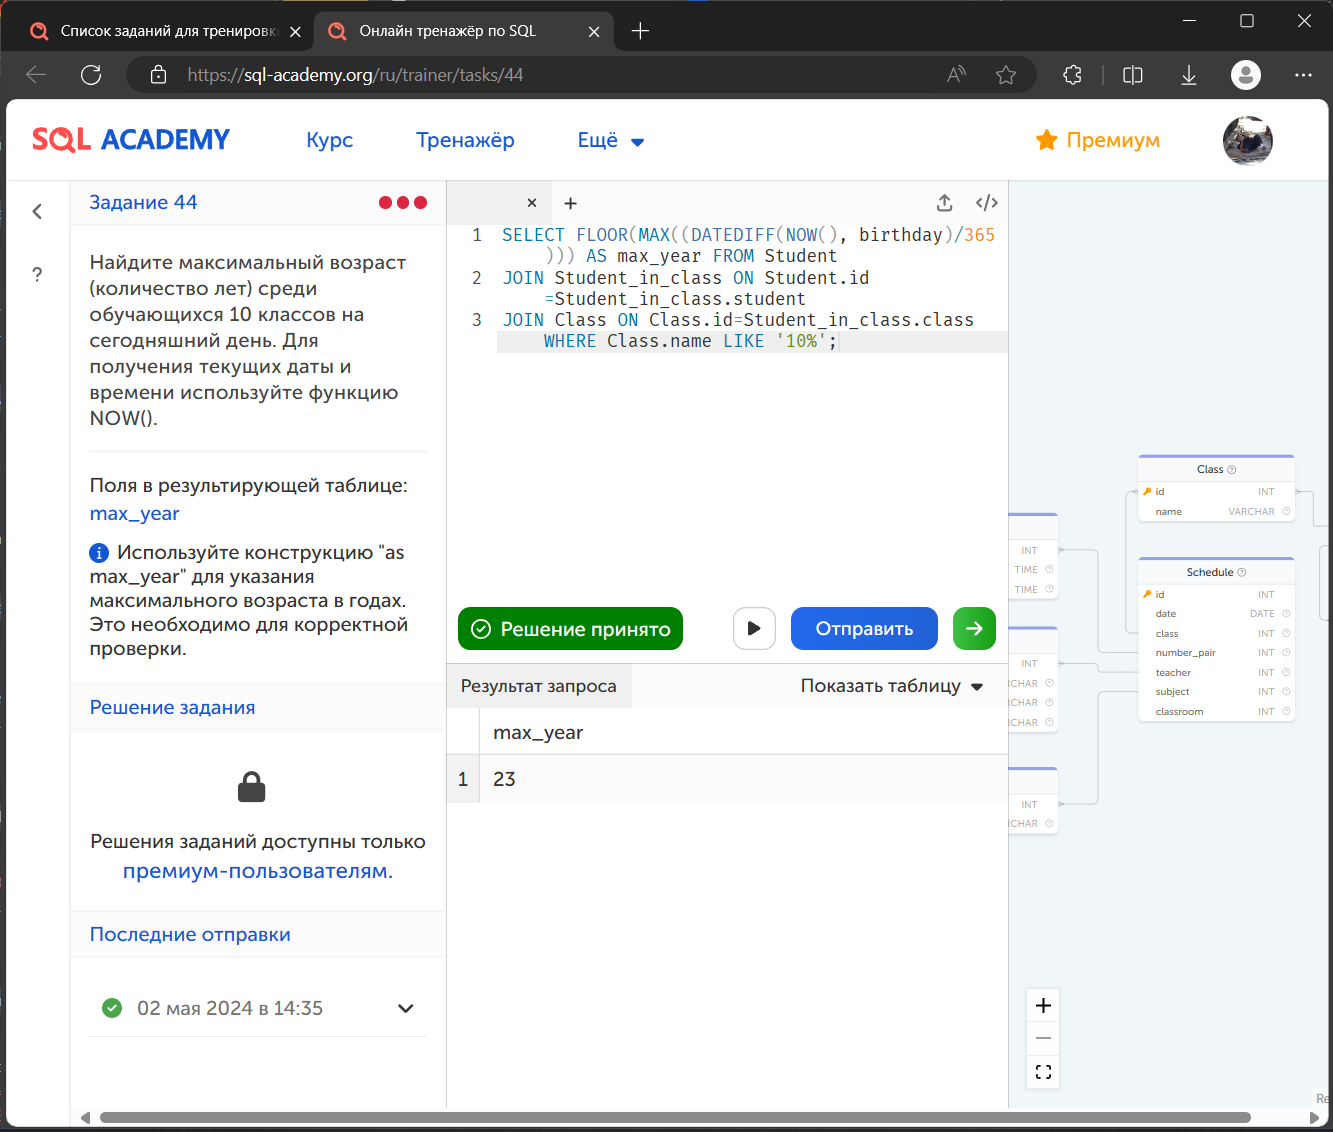 Список заданий для тренировк
Онлайн тренажёр по SQL
https://sql-academy.org/ru/trainer/tasks/44
SQL ACADEMY
Курс
Тренажёр
Ещё
Премиум
Задание 44
Найдите максимальный возраст
(количество лет) среди
обучающихся 10 классов на
сегодняшний день. Для
получения текущих даты и
времени используйте функцию
NOW().
Поля в результирующей таблице:
max_year
Используйте конструкцию "as
max_year" для указания
максимального возраста в годах.
Это необходимо для корректной
проверки.
Решение задания
Решения заданий доступны только
премиум-пользователям.
Последние отправки
02 мая 2024 в 14:35
1 SELECT FLOOR(MAX((DATEDIFF(NOW(), birthday)/365
))) AS max_year FROM Student
2 JOIN Student_in_class ON Student.id
=Student_in_class.student
3 JOIN Class ON Class.id=Student_in_class.class
WHERE Class.name LIKE '10%';
Решение принято
Отправить
Результат запроса
Показать таблицу
max_year
1 23
INT
TIME
TIME
INT
RCHAR
RCHAR
RCHAR
INT
RCHAR
Class
id INT
name VARCHAR
Schedule
id INT
date DATE
class INT
number_pair INT
teacher INT
subject INT
classroom INT
Re